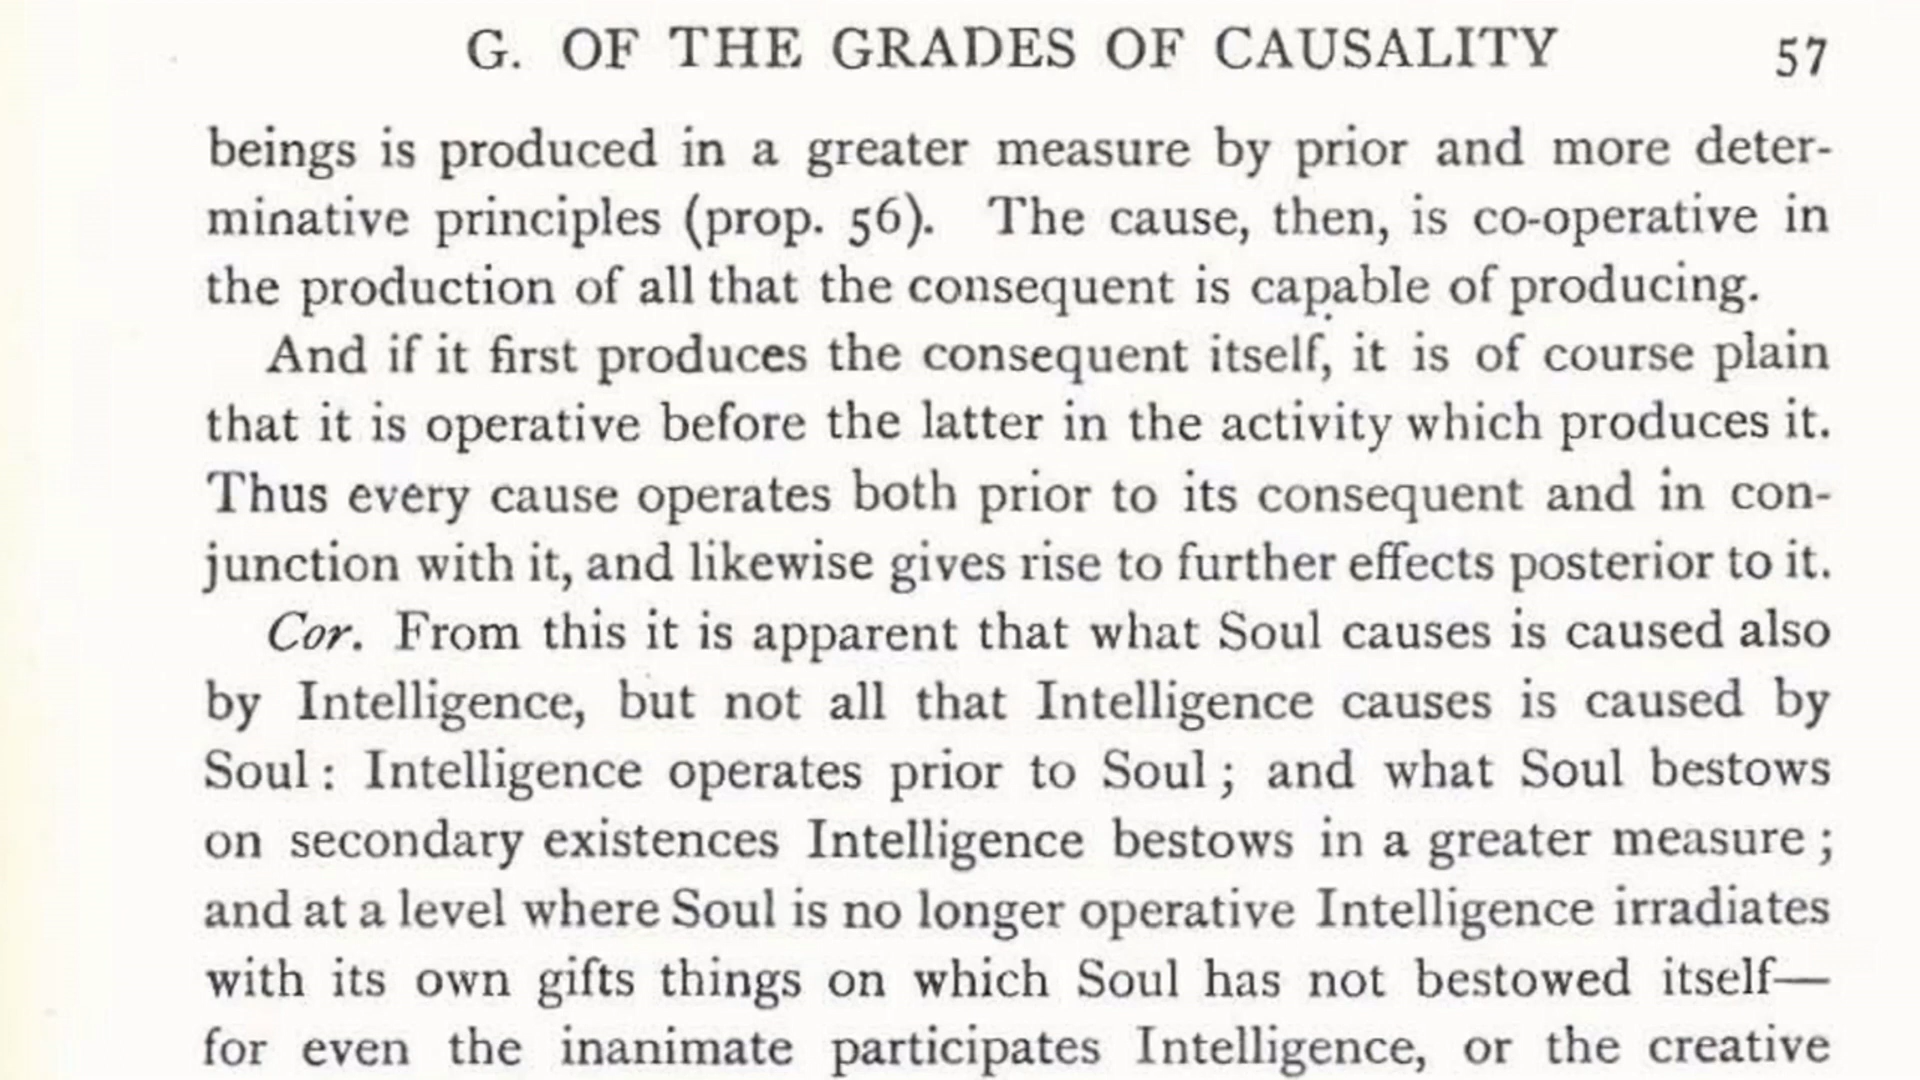 G. OF THE GRADES OF CAUSALITY 57
beings is produced in a greater measure by prior and more deter-
minative principles (prop. 56). The cause, then, is co-operative in
the production of all that the consequent is capable of producing.
And if it first produces the consequent itself, it is of course plain
that it is operative before the latter in the activity which produces it.
Thus every cause operates both prior to its consequent and in con-
junction with it, and likewise gives rise to further effects posterior to it.
Cor. From this it is apparent that what Soul causes is caused also
by Intelligence, but not all that Intelligence causes is caused by
Soul: Intelligence operates prior to Soul; and what Soul bestows
on secondary existences Intelligence bestows in a greater measure;
and at a level where Soul is no longer operative Intelligence irradiates
with its own gifts things on which Soul has not bestowed itself—
for even the inanimate participates Intelligence, or the creative